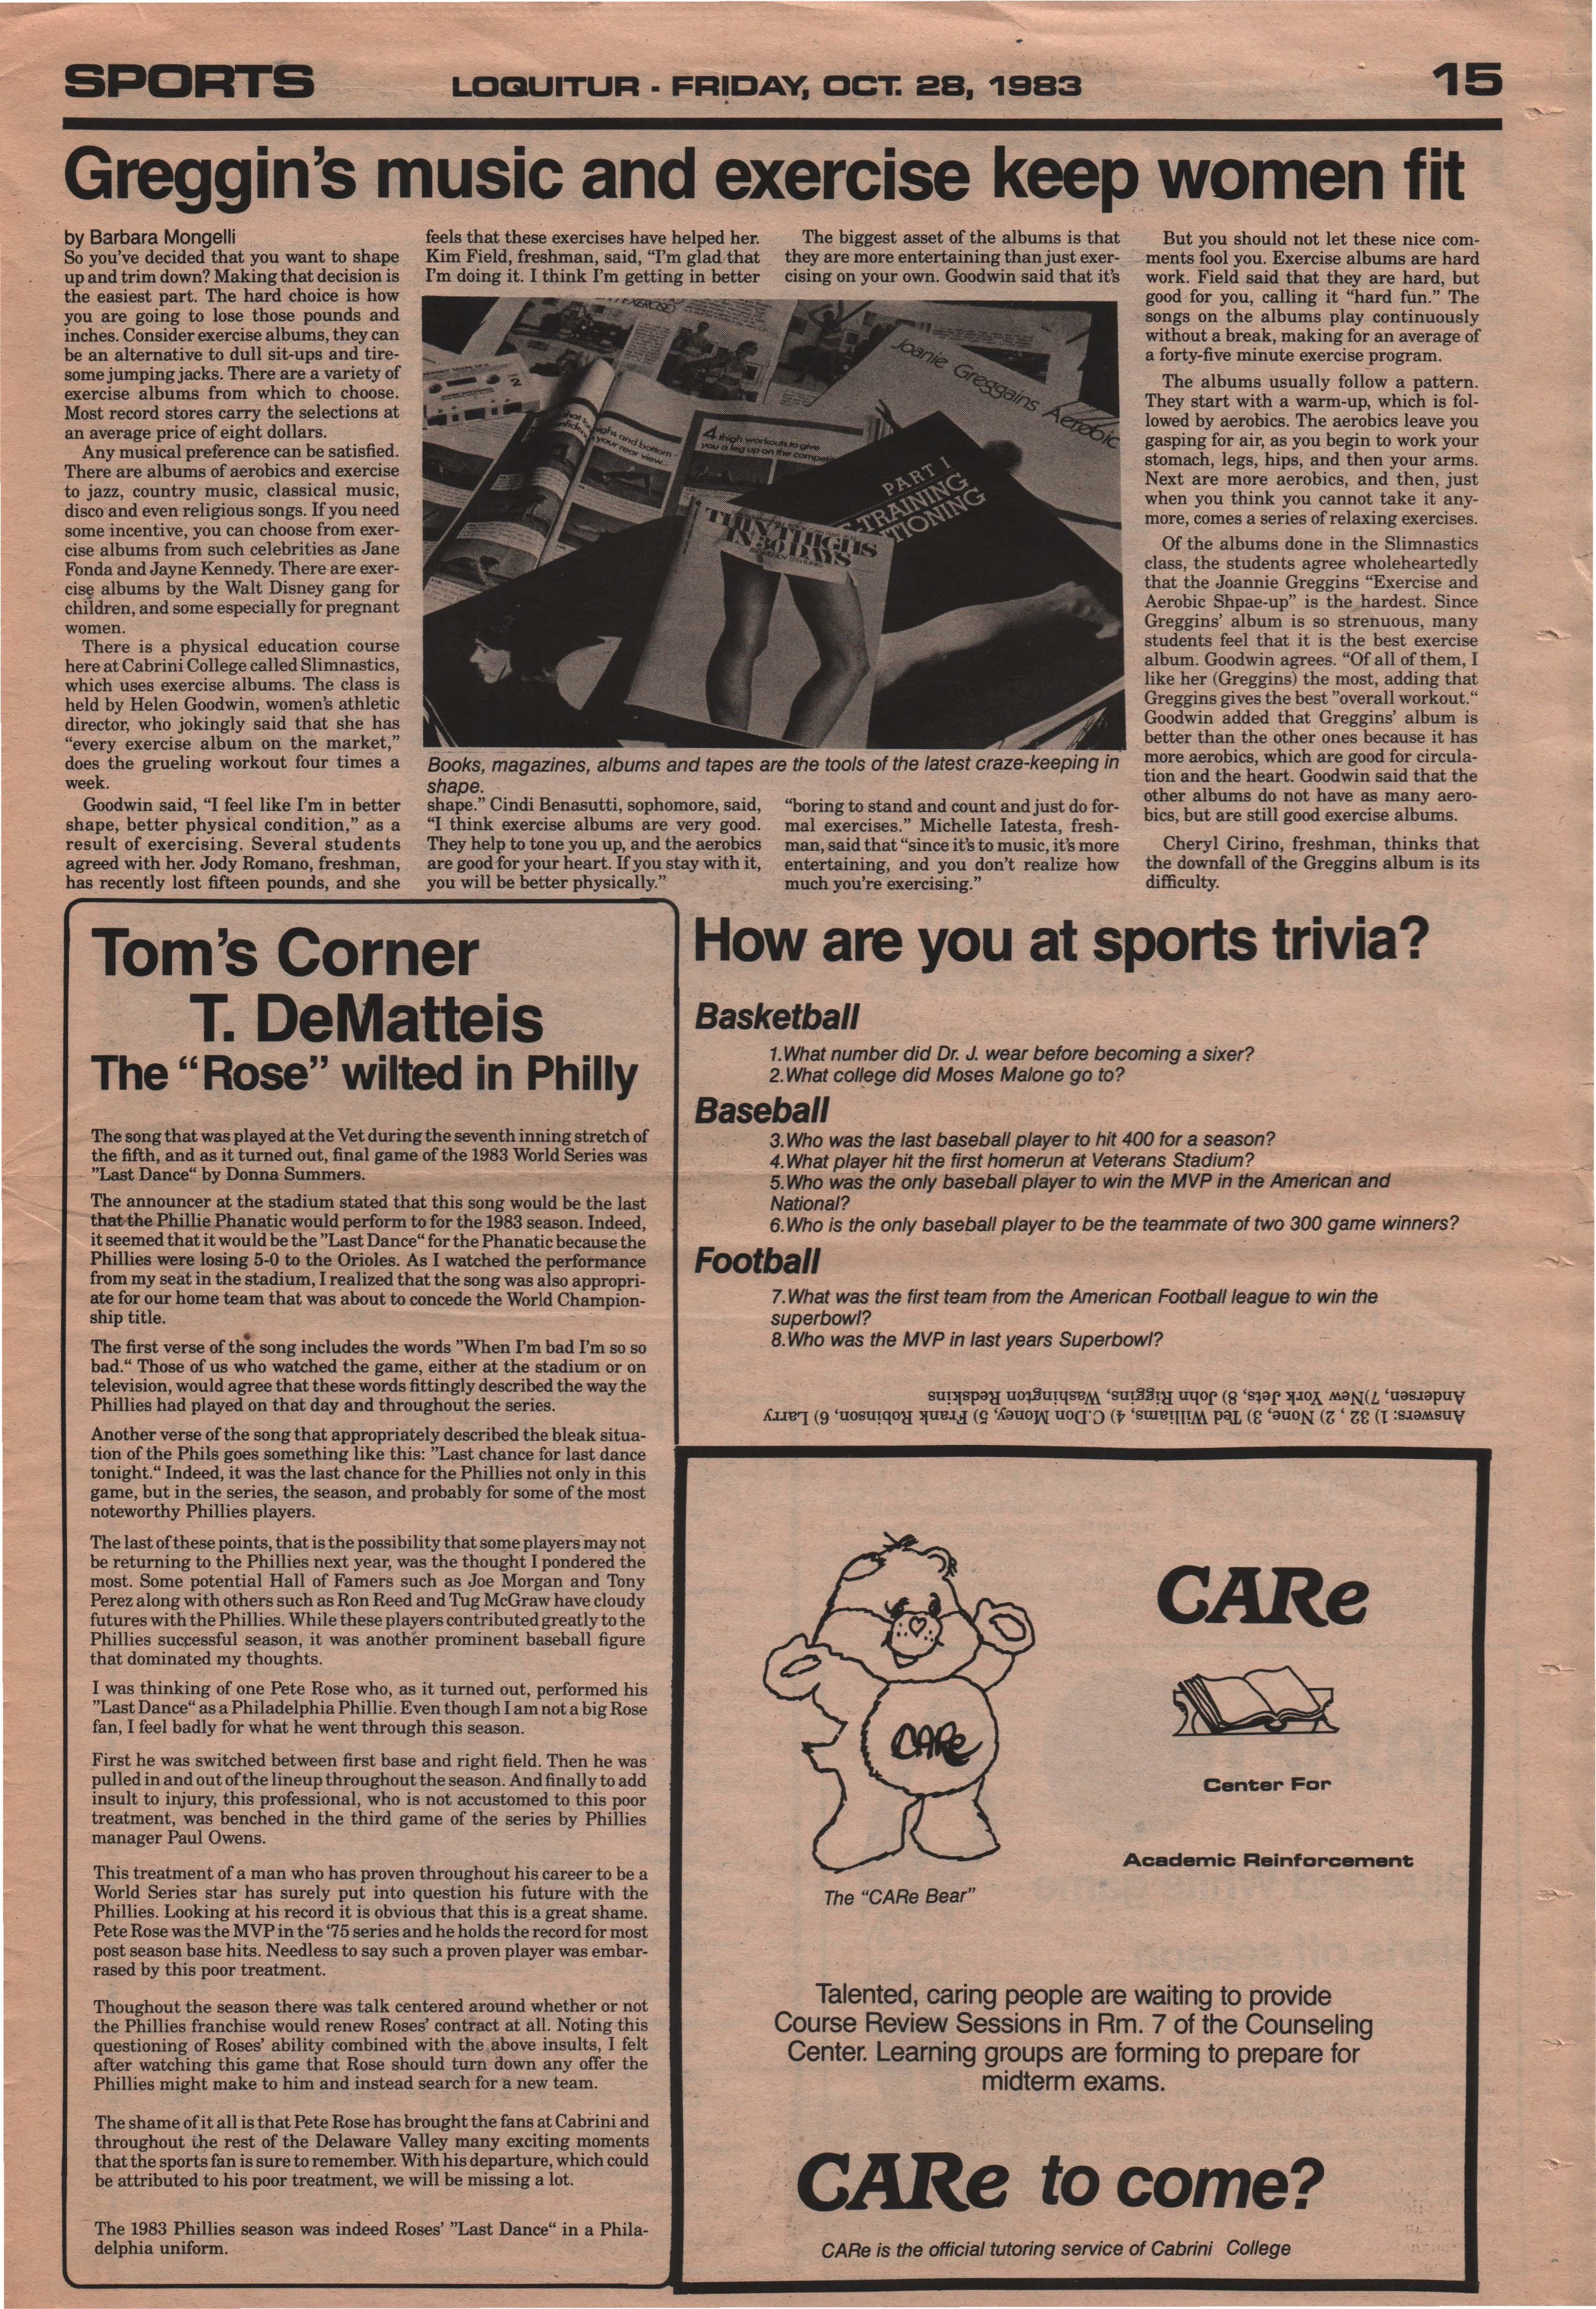 SPORTS
LOQUITUR - FRIDAY, OCT. 28, 1983
15
Greggin's music and exercise keep women fit
by Barbara Mongelli
So you've decided that you want to shape
up and trim down? Making that decision is
the easiest part. The hard choice is how
you are going to lose those pounds and
inches. Consider exercise albums, they can
be an alternative to dull sit-ups and tire-
some jumping jacks. There are a variety of
exercise albums from which to choose.
Most record stores carry the selections at
an average price of eight dollars.
Any musical preference can be satisfied.
There are albums of aerobics and exercise
to jazz, country music, classical music,
disco and even religious songs. If you need
some incentive, you can choose from exer-
cise albums from such celebrities as Jane
Fonda and Jayne Kennedy. There are exer-
cise albums by the Walt Disney gang for
children, and some especially for pregnant
women.
There is a physical education course
here at Cabrini College called Slimnastics,
which uses exercise albums. The class is
held by Helen Goodwin, women's athletic
director, who jokingly said that she has
"every exercise album on the market,"
does the grueling workout four times a
week.
Goodwin said, "I feel like I'm in better
shape, better physical condition," as a
result of exercising. Several students
agreed with her. Jody Romano, freshman,
has recently lost fifteen pounds, and she
feels that these exercises have helped her.
Kim Field, freshman, said, "I'm glad that
I'm doing it. I think I'm getting in better
EXERCISE
2
Joanie Greggains Aerobic
4 thigh workouts to give
you a leg up on the competi
ghs and bottom-
your rear view...
PART 1
TRAINING
TIONING
THIN THIGHS
IN 30 DAYS
Books, magazines, albums and tapes are the tools of the latest craze-keeping in
shape.
shape." Cindi Benasutti, sophomore, said,
"I think exercise albums are very good.
They help to tone you up, and the aerobics
are good for your heart. If you stay with it,
you will be better physically."
The biggest asset of the albums is that
they are more entertaining than just exer-
cising on your own. Goodwin said that it's
"boring to stand and count and just do for-
mal exercises." Michelle Iatesta, fresh-
man, said that "since it's to music, it's more
entertaining, and you don't realize how
much you're exercising."
But you should not let these nice com-
ments fool you. Exercise albums are hard
work. Field said that they are hard, but
good for you, calling it "hard fun." The
songs on the albums play continuously
without a break, making for an average of
a forty-five minute exercise program.
The albums usually follow a pattern.
They start with a warm-up, which is fol-
lowed by aerobics. The aerobics leave you
gasping for air, as you begin to work your
stomach, legs, hips, and then your arms.
Next are more aerobics, and then, just
when you think you cannot take it any-
more, comes a series of relaxing exercises.
Of the albums done in the Slimnastics
class, the students agree wholeheartedly
that the Joannie Greggins "Exercise and
Aerobic Shpae-up" is the hardest. Since
Greggins' album is so strenuous, many
students feel that it is the best exercise
album. Goodwin agrees. "Of all of them, I
like her (Greggins) the most, adding that
Greggins gives the best "overall workout."
Goodwin added that Greggins' album is
better than the other ones because it has
more aerobics, which are good for circula-
tion and the heart. Goodwin said that the
other albums do not have as many aero-
bics, but are still good exercise albums.
Cheryl Cirino, freshman, thinks that
the downfall of the Greggins album is its
difficulty.
Tom's Corner
T. DeMatteis
The "Rose" wilted in Philly
The song that was played at the Vet during the seventh inning stretch of
the fifth, and as it turned out, final game of the 1983 World Series was
"Last Dance" by Donna Summers.
The announcer at the stadium stated that this song would be the last
that the Phillie Phanatic would perform to for the 1983 season. Indeed,
it seemed that it would be the "Last Dance" for the Phanatic because the
Phillies were losing 5-0 to the Orioles. As I watched the performance
from my seat in the stadium, I realized that the song was also appropri-
ate for our home team that was about to concede the World Champion-
ship title.
The first verse of the song includes the words "When I'm bad I'm so so
bad." Those of us who watched the game, either at the stadium or on
television, would agree that these words fittingly described the way the
Phillies had played on that day and throughout the series.
Another verse of the song that appropriately described the bleak situa-
tion of the Phils goes something like this: "Last chance for last dance
tonight." Indeed, it was the last chance for the Phillies not only in this
game, but in the series, the season, and probably for some of the most
noteworthy Phillies players.
The last of these points, that is the possibility that some players may not
be returning to the Phillies next year, was the thought I pondered the
most. Some potential Hall of Famers such as Joe Morgan and Tony
Perez along with others such as Ron Reed and Tug McGraw have cloudy
futures with the Phillies. While these players contributed greatly to the
Phillies successful season, it was another prominent baseball figure
that dominated my thoughts.
I was thinking of one Pete Rose who, as it turned out, performed his
"Last Dance" as a Philadelphia Phillie. Even though I am not a big Rose
fan, I feel badly for what he went through this season.
First he was switched between first base and right field. Then he was
pulled in and out of the lineup throughout the season. And finally to add
insult to injury, this professional, who is not accustomed to this poor
treatment, was benched in the third game of the series by Phillies
manager Paul Owens.
This treatment of a man who has proven throughout his career to be a
World Series star has surely put into question his future with the
Phillies. Looking at his record it is obvious that this is a great shame.
Pete Rose was the MVP in the '75 series and he holds the record for most
post season base hits. Needless to say such a proven player was embar-
rased by this poor treatment.
Thoughout the season there was talk centered around whether or not
the Phillies franchise would renew Roses' contract at all. Noting this
questioning of Roses' ability combined with the above insults, I felt
after watching this game that Rose should turn down any offer the
Phillies might make to him and instead search for a new team.
The shame of it all is that Pete Rose has brought the fans at Cabrini and
throughout the rest of the Delaware Valley many exciting moments
that the sports fan is sure to remember. With his departure, which could
be attributed to his poor treatment, we will be missing a lot.
The 1983 Phillies season was indeed Roses' "Last Dance" in a Phila-
delphia uniform.
How are you at sports trivia?
Basketball
1.What number did Dr. J. wear before becoming a sixer?
2.What college did Moses Malone go to?
Baseball
3.Who was the last baseball player to hit 400 for a season?
4.What player hit the first homerun at Veterans Stadium?
5.Who was the only baseball player to win the MVP in the American and
National?
6.Who is the only baseball player to be the teammate of two 300 game winners?
Football
7.What was the first team from the American Football league to win the
superbowl?
8.Who was the MVP in last years Superbowl?
Answers: 1) 32 , 2) None, 3) Ted Williams, 4) C.Don Money, 5) Frank Robinson, 6) Larry
Andersen, 7)New York Jets, 8) John Riggins, Washington Redskins
CARe
CARe
Center For
Academic Reinforcement
The "CARe Bear"
Talented, caring people are waiting to provide
Course Review Sessions in Rm. 7 of the Counseling
Center. Learning groups are forming to prepare for
midterm exams.
CARe to come?
CARe is the official tutoring service of Cabrini College